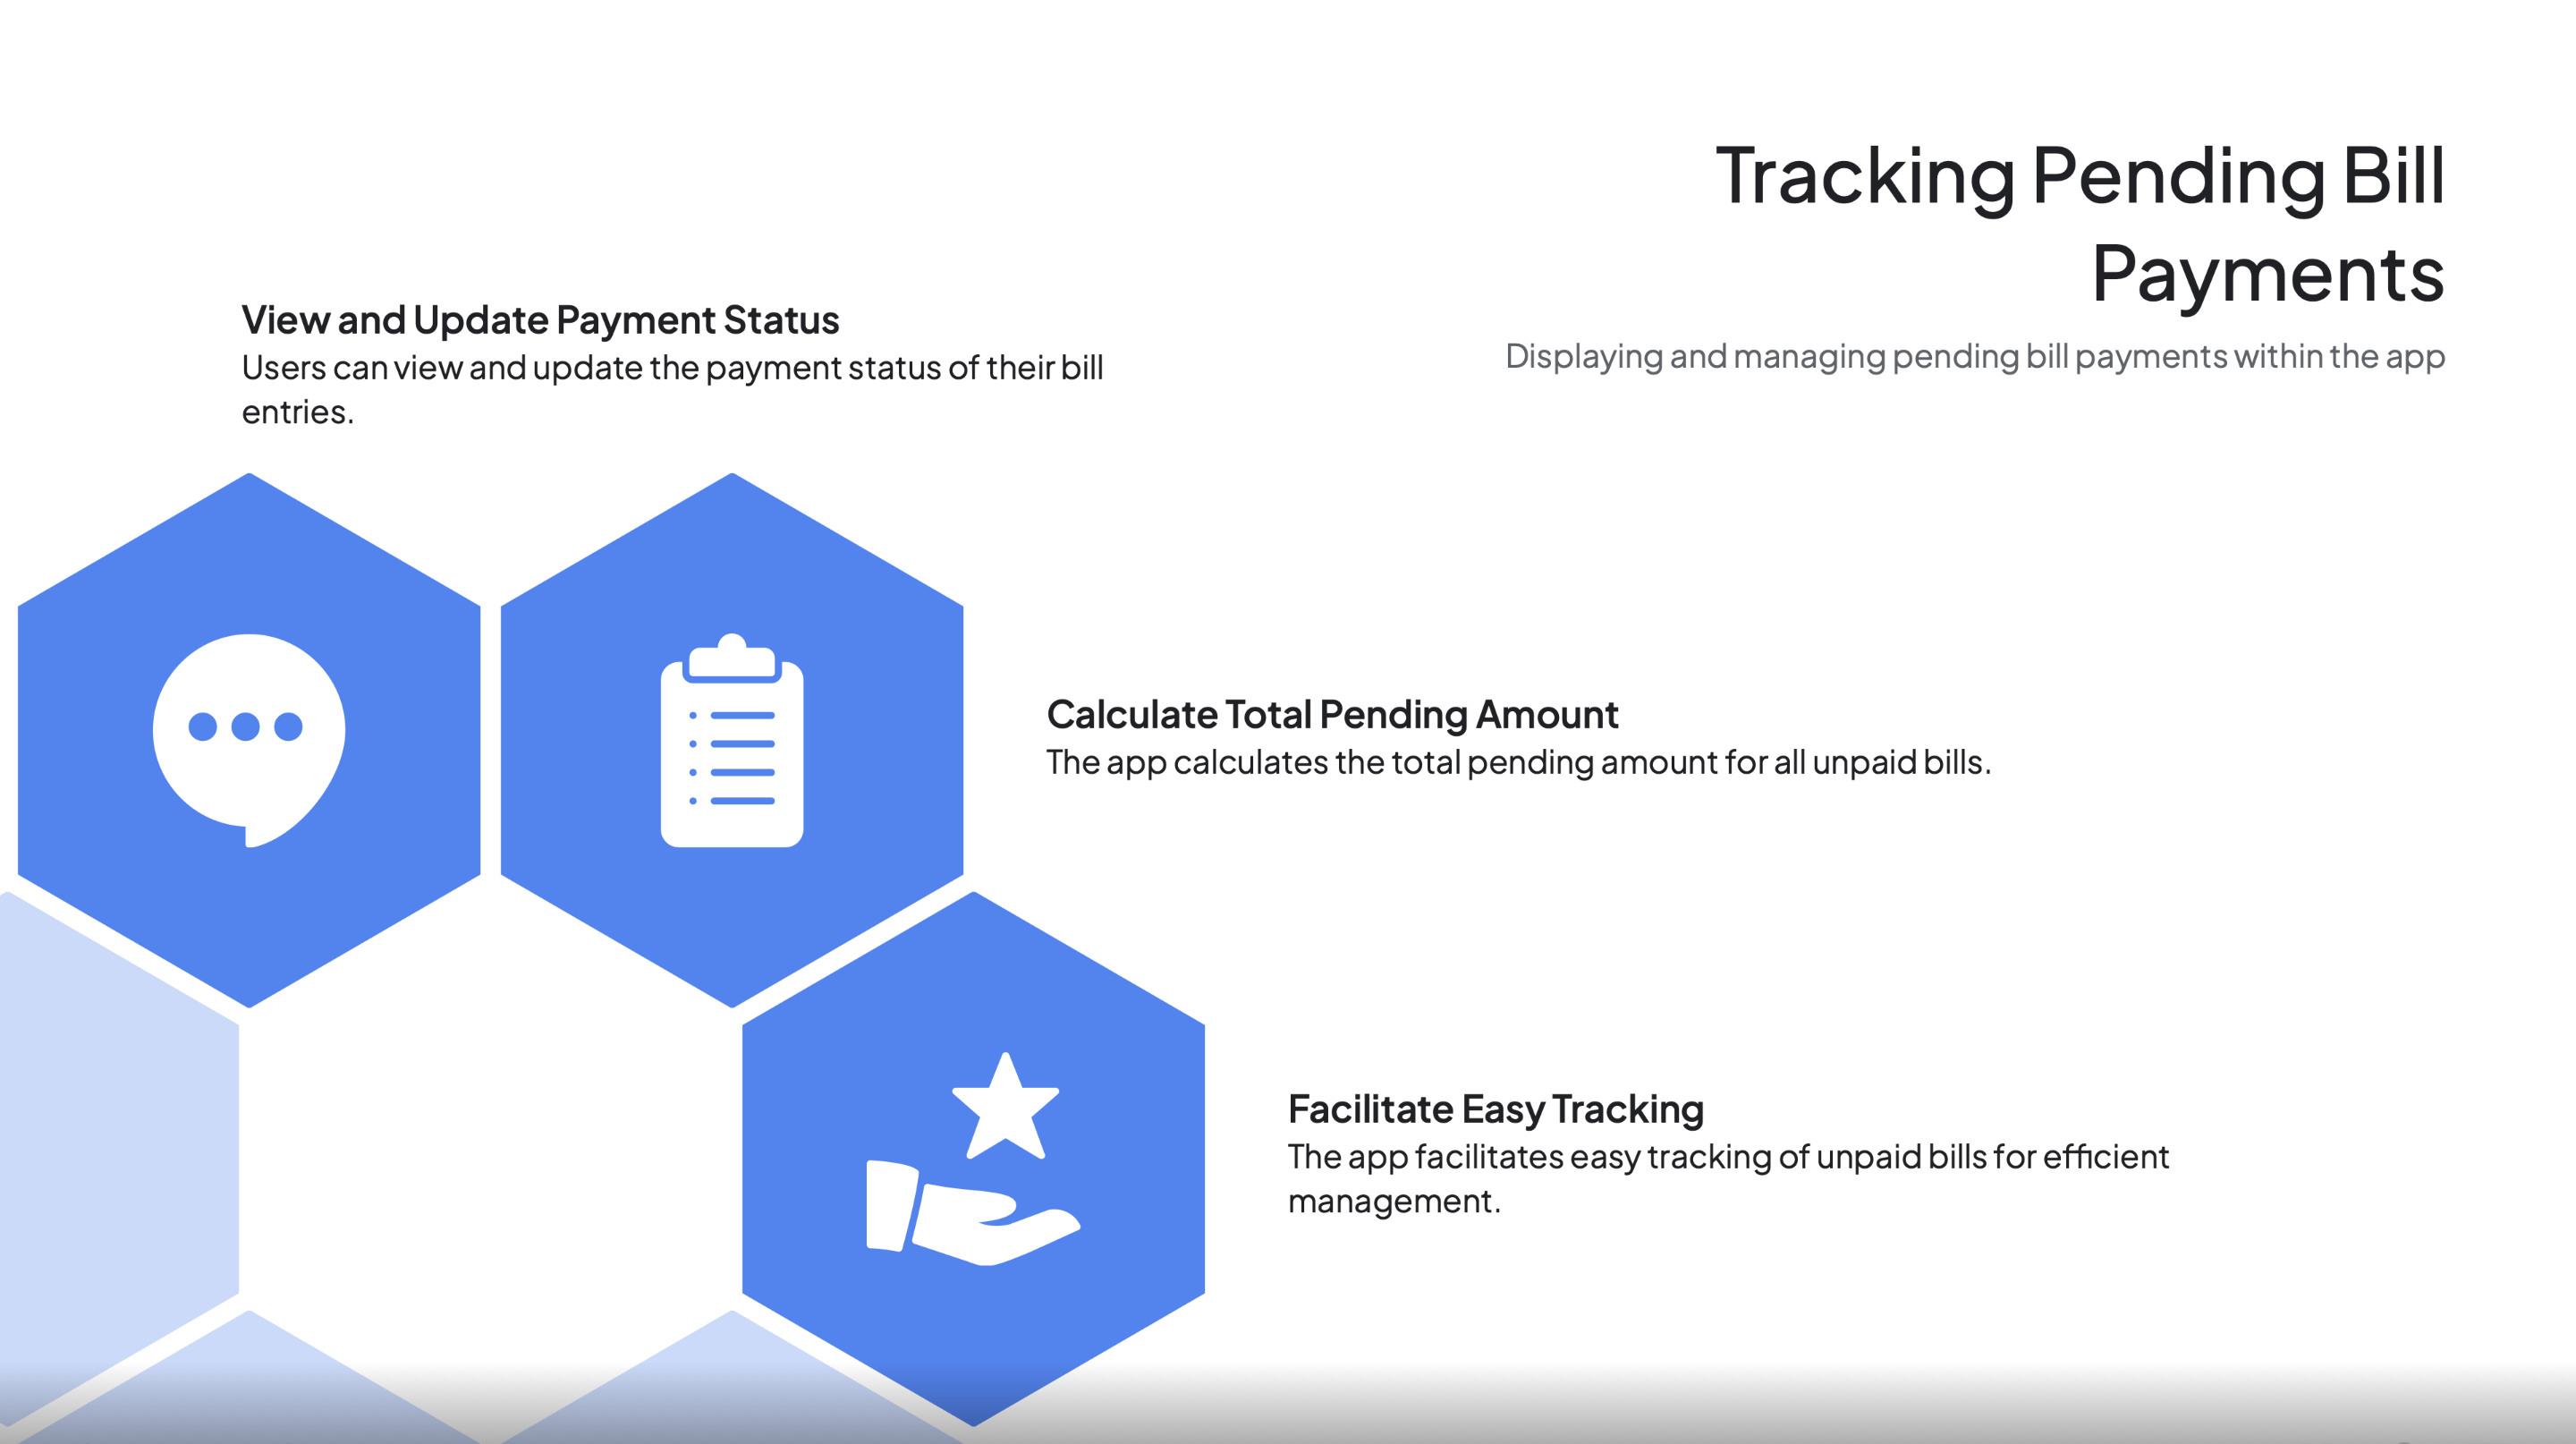 Tracking Pending Bill
Payments
Displaying and managing pending bill payments within the app
View and Update Payment Status
Users can view and update the payment status of their bill
entries.
Calculate Total Pending Amount
The app calculates the total pending amount for all unpaid bills.
Facilitate Easy Tracking
The app facilitates easy tracking of unpaid bills for efficient
management.